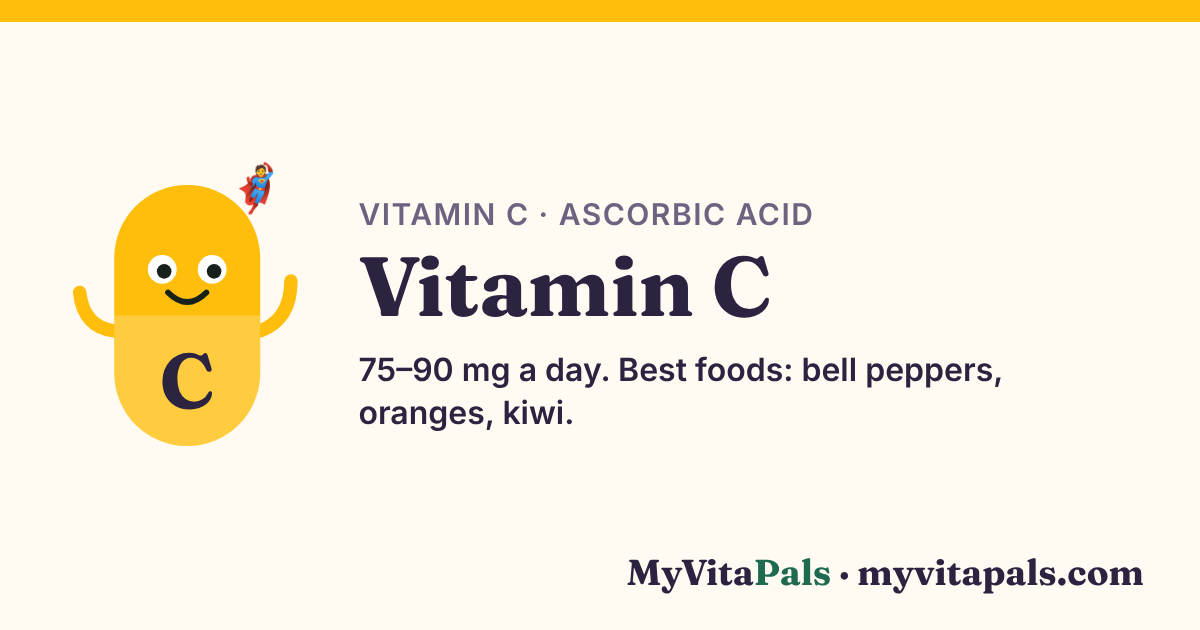 VITAMIN C · ASCORBIC ACID
Vitamin C
75–90 mg a day. Best foods: bell peppers,
oranges, kiwi.
C
MyVitaPals · myvitapals.com